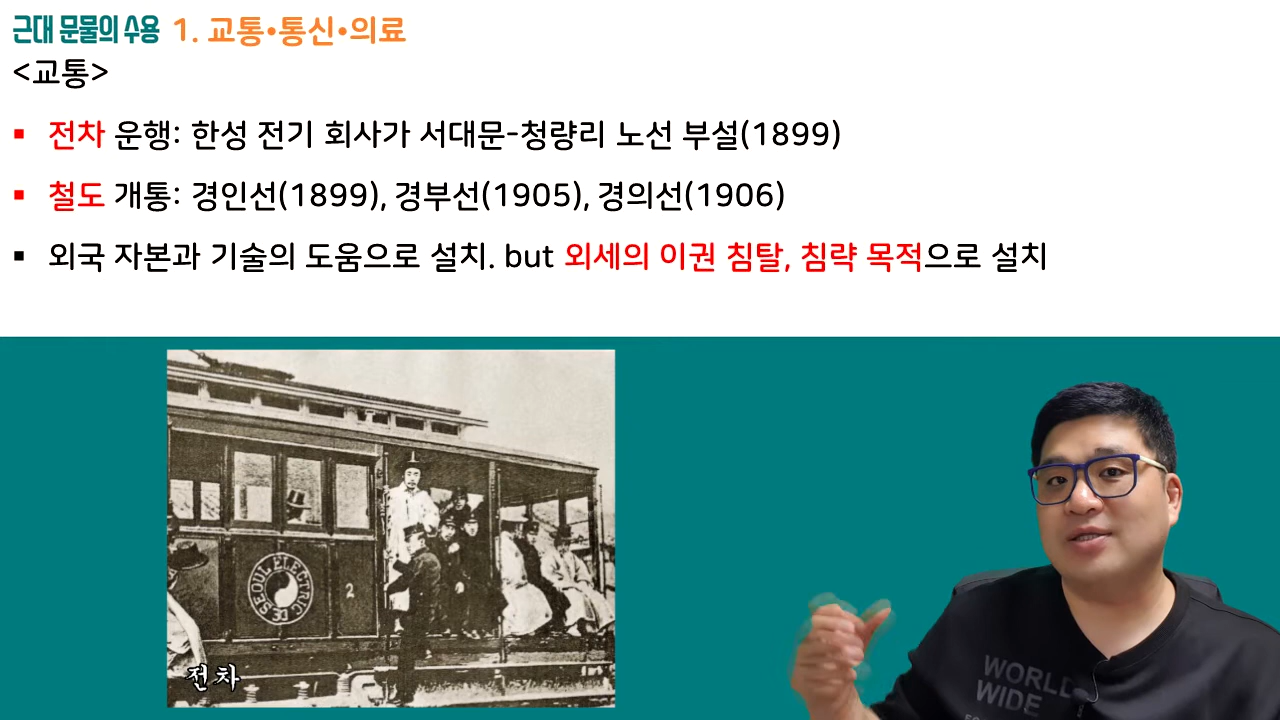 근대 문물의 수용 1. 교통•통신•의료
<교통>
▪ 전차 운행: 한성 전기 회사가 서대문-청량리 노선 부설(1899)
▪ 철도 개통: 경인선(1899), 경부선(1905), 경의선(1906)
▪ 외국 자본과 기술의 도움으로 설치. but 외세의 이권 침탈, 침략 목적으로 설치
SEOUL ELECTRIC
2
전차
WORLD
WIDE